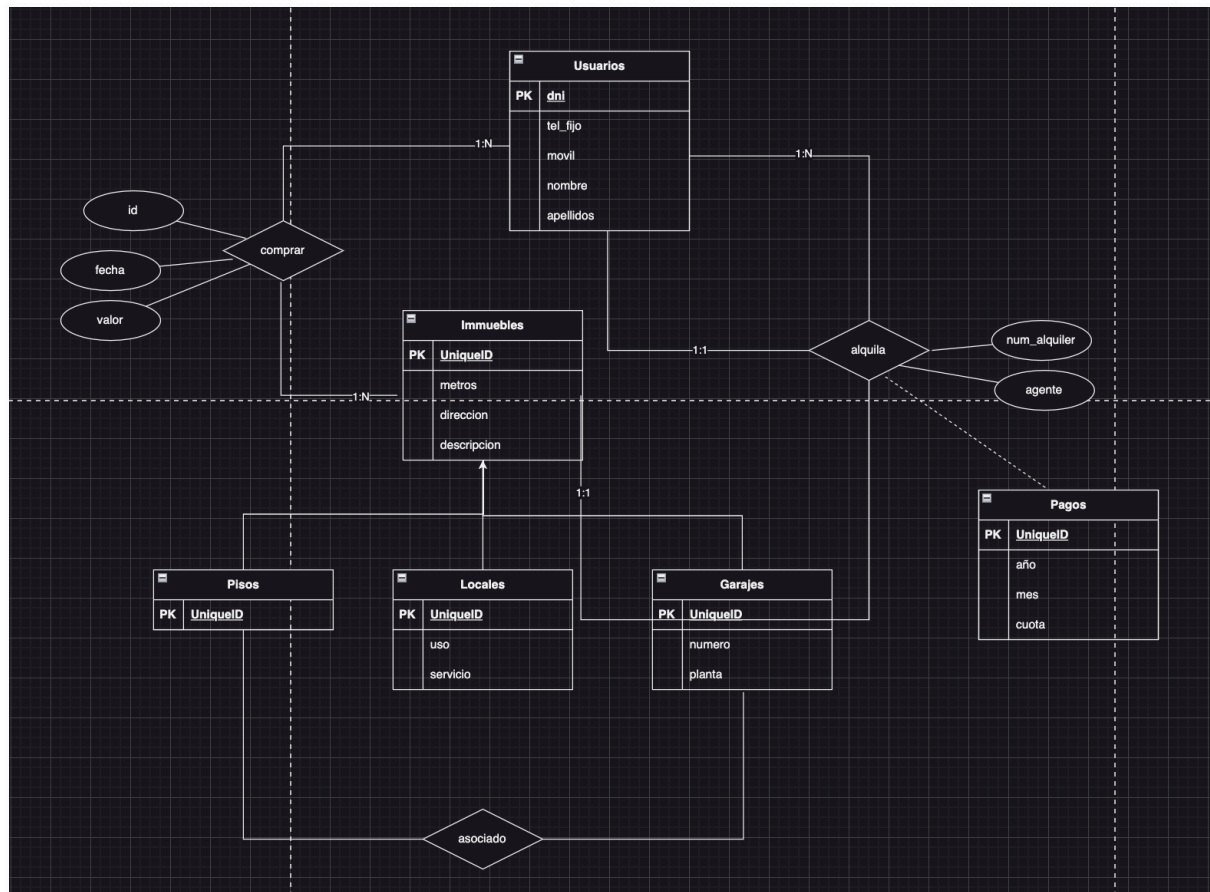 Usuarios
PK dni
tel_fijo
movil
nombre
apellidos
1:N
1:N
id
comprar
fecha
valor
Immuebles
PK UniqueID
metros
direccion
descripcion
1:N
1:1
alquila
num_alquiler
agente
1:1
Pagos
PK UniqueID
año
mes
cuota
Pisos
PK UniqueID
Locales
PK UniqueID
uso
servicio
Garajes
PK UniqueID
numero
planta
asociado